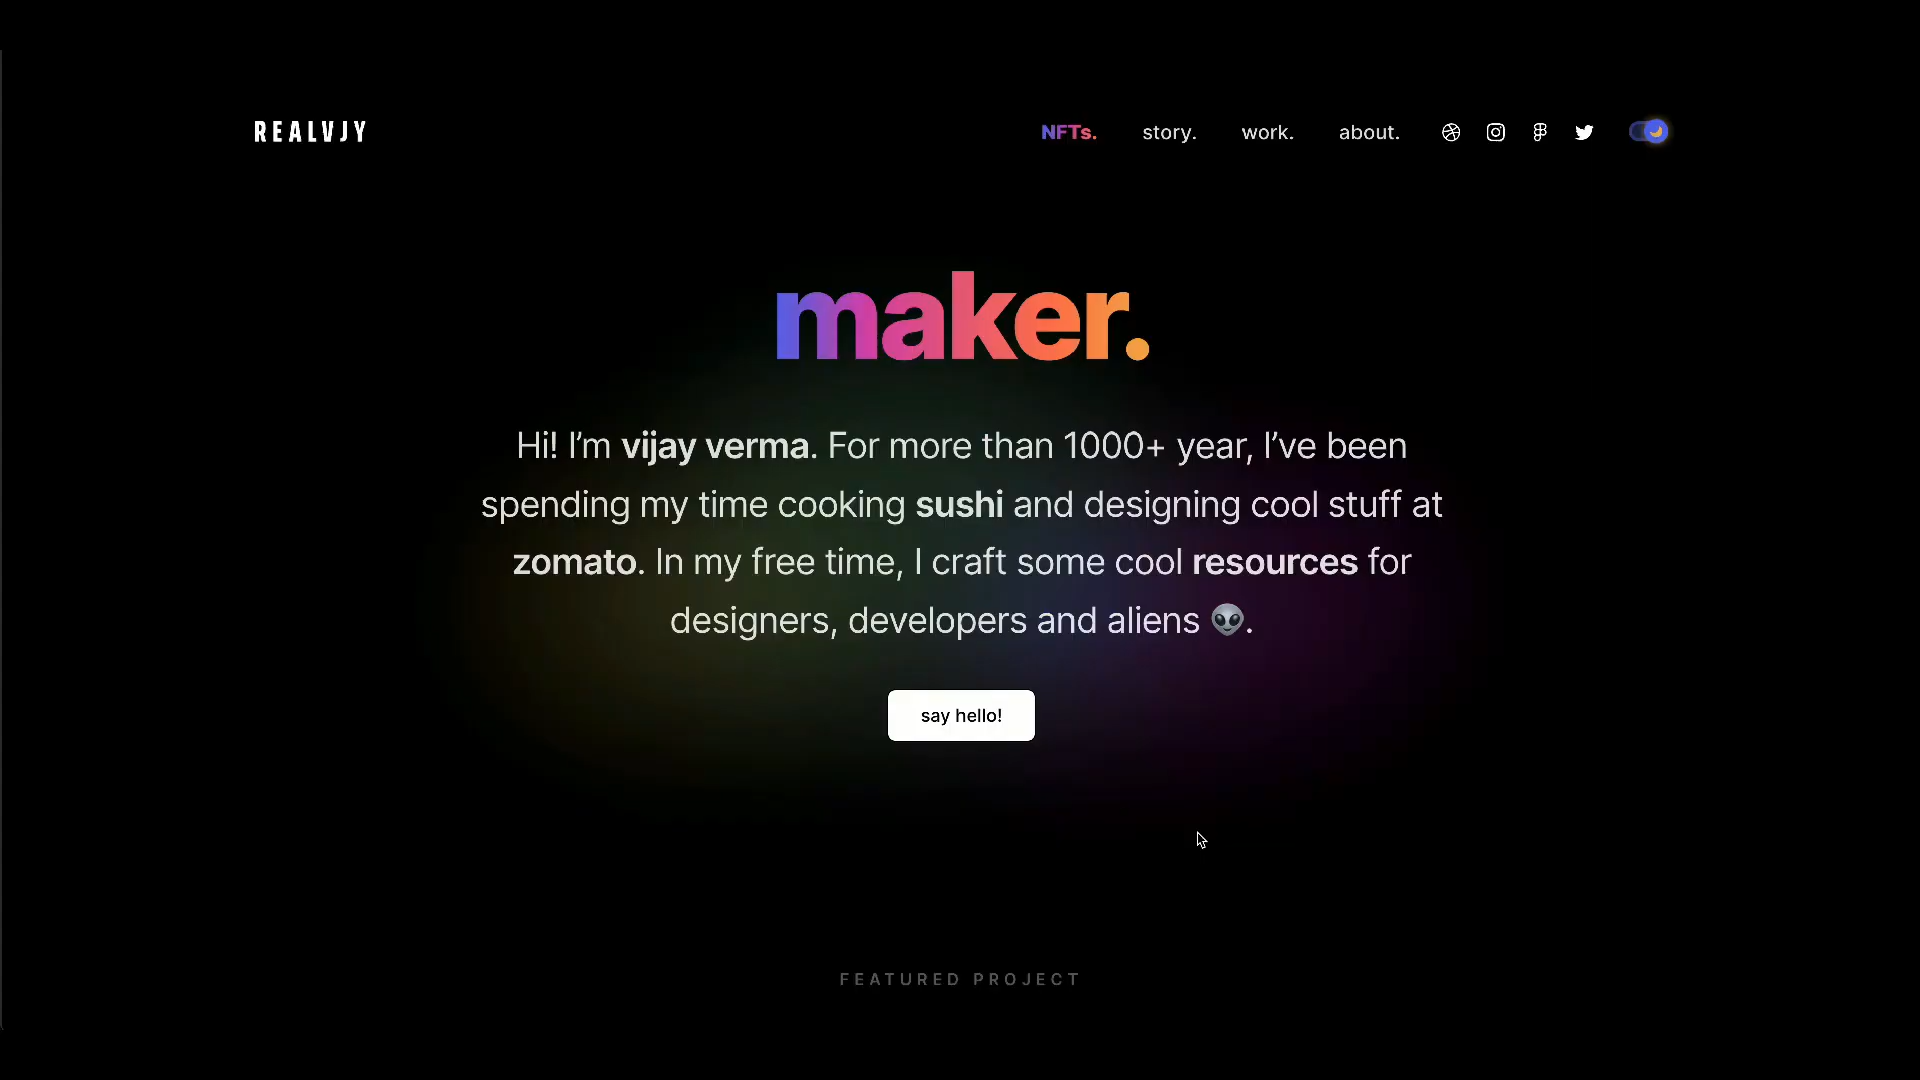 REALVJY
NFTs. story. work. about.
maker.
Hi! I’m vijay verma. For more than 1000+ year, I’ve been
spending my time cooking sushi and designing cool stuff at
zomato. In my free time, I craft some cool resources for
designers, developers and aliens 👽.
say hello!
FEATURED PROJECT